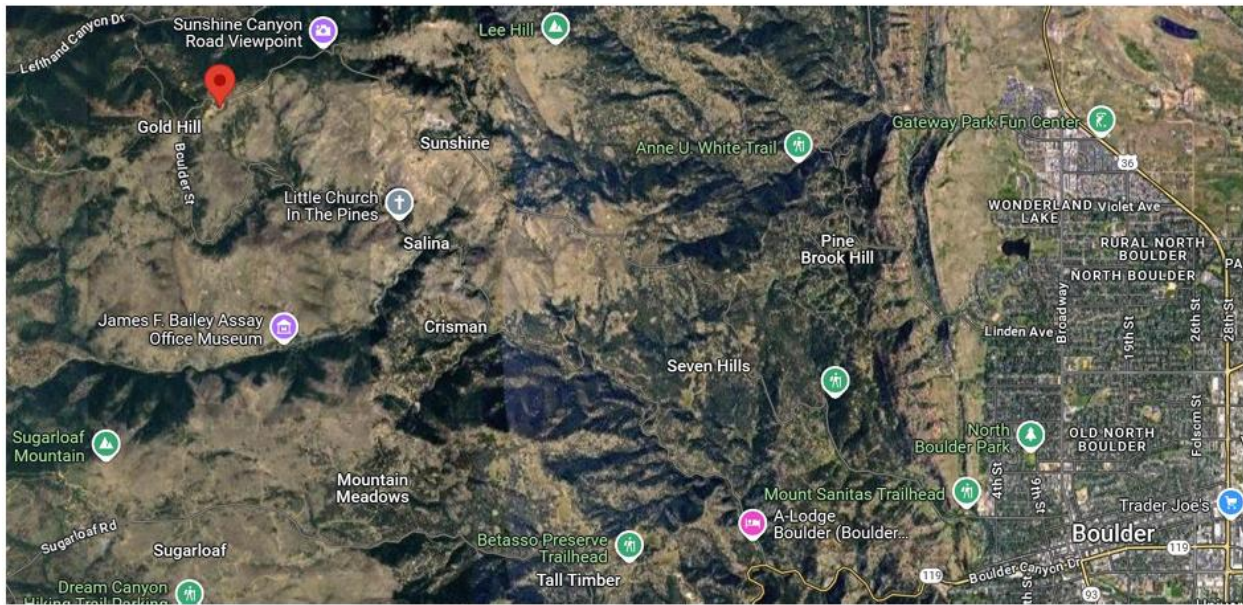 Lefthand Canyon Dr
Sunshine Canyon
Road Viewpoint
Lee Hill
Gold Hill
Boulder St
Sunshine
Little Church
In The Pines
Salina
Anne U. White Trail
Gateway Park Fun Center
36
WONDERLAND
LAKE
Violet Ave
Pine
Brook Hill
RURAL NORTH
BOULDER
PA
NORTH BOULDER
Broadway
19th St
26th St
28th St
Linden Ave
James F. Bailey Assay
Office Museum
Crisman
Seven Hills
Sugarloaf
Mountain
Mountain
Meadows
North
Boulder Park
OLD NORTH
BOULDER
Folsom St
4th St
9th St
Mount Sanitas Trailhead
Trader Joe's
A-Lodge
Boulder (Boulder...
Boulder
Sugarloaf Rd
Sugarloaf
Betasso Preserve
Trailhead
Tall Timber
119
119
Boulder Canyon Dr
93
Dream Canyon
Hiking Trail Parking